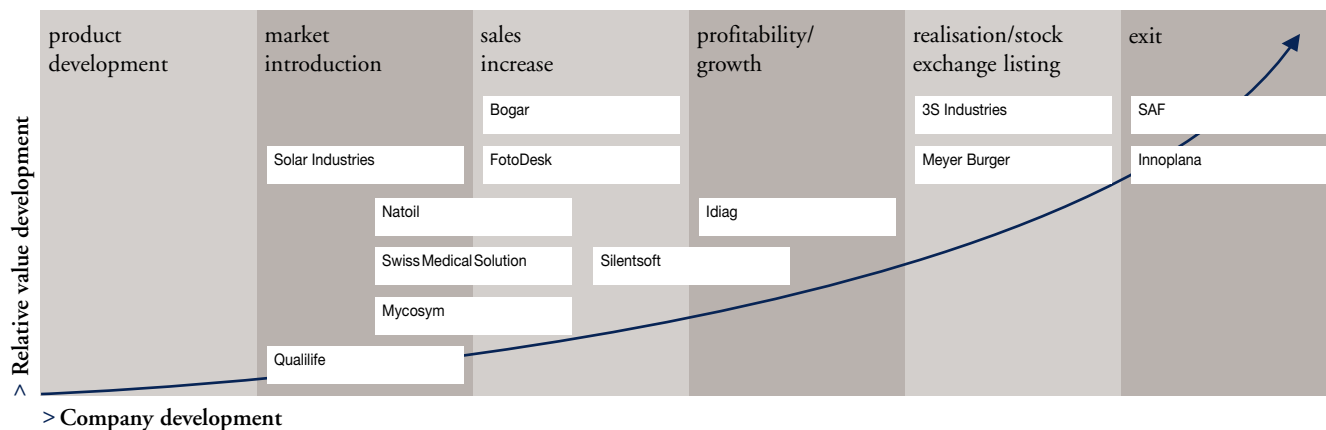 product
development
market
introduction
sales
increase
profitability/
growth
realisation/stock
exchange listing
exit
Bogar
3S Industries
SAF
Solar Industries
FotoDesk
Meyer Burger
Innoplana
Natoil
Idiag
Swiss Medical Solution
Silentsoft
Mycosym
Qualilife
> Relative value development
> Company development